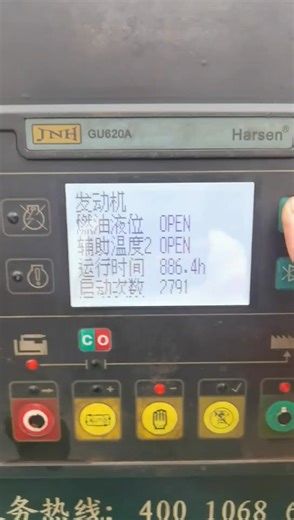 JNH GU620A Harsen
发动机
燃油液位 OPEN
辅助温度2 OPEN
运行时间 886.4h
启动次数 2791
C O
务热线: 400 1068 6